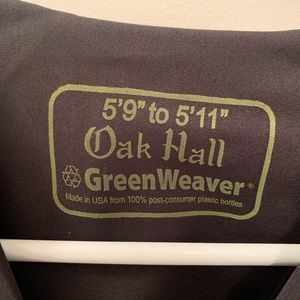 5'9" to 5'11"
Oak Hall
GreenWeaver®
Made in USA from 100% post-consumer plastic bottles